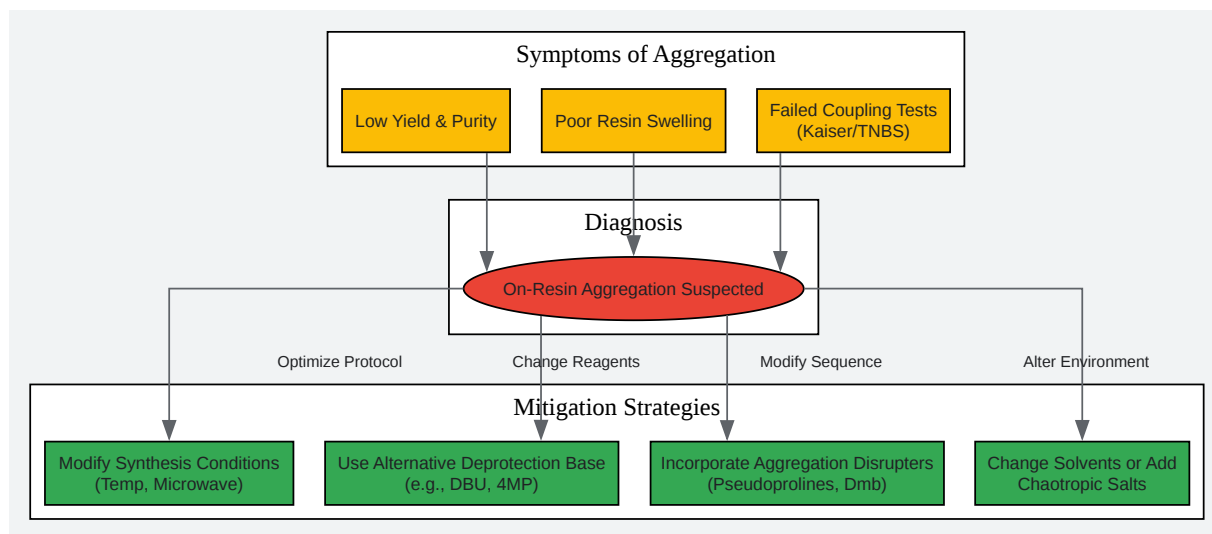 Symptoms of Aggregation
Low Yield & Purity
Poor Resin Swelling
Failed Coupling Tests
(Kaiser/TNBS)
Diagnosis
On-Resin Aggregation Suspected
Optimize Protocol
Change Reagents
Modify Sequence
Alter Environment
Mitigation Strategies
Modify Synthesis Conditions
(Temp, Microwave)
Use Alternative Deprotection Base
(e.g., DBU, 4MP)
Incorporate Aggregation Disrupters
(Pseudoprolines, Dmb)
Change Solvents or Add
Chaotropic Salts